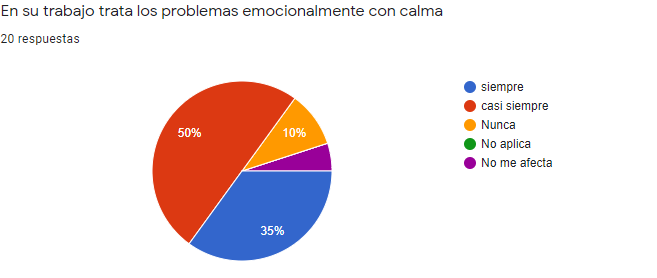 En su trabajo trata los problemas emocionalmente con calma
20 respuestas
50%
10%
35%
siempre
casi siempre
Nunca
No aplica
No me afecta